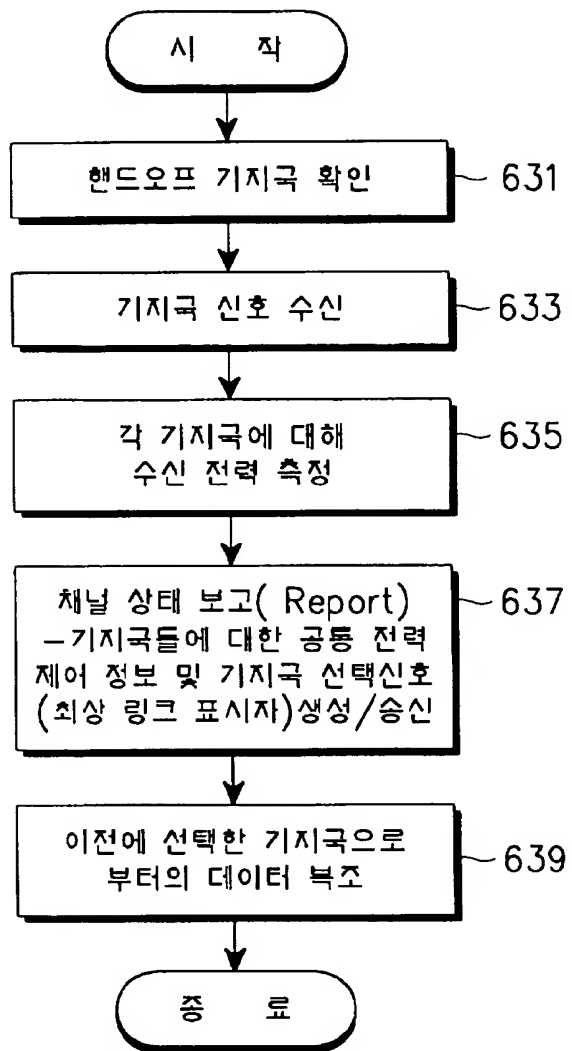 시 작
핸드오프 기지국 확인
631
기지국 신호 수신
633
각 기지국에 대해
수신 전력 측정
635
채널 상태 보고( Report)
-기지국들에 대한 공통 전력
제어 정보 및 기지국 선택신호
(최상 링크 표시자)생성/송신
637
이전에 선택한 기지국으로
부터의 데이터 복조
639
종 료